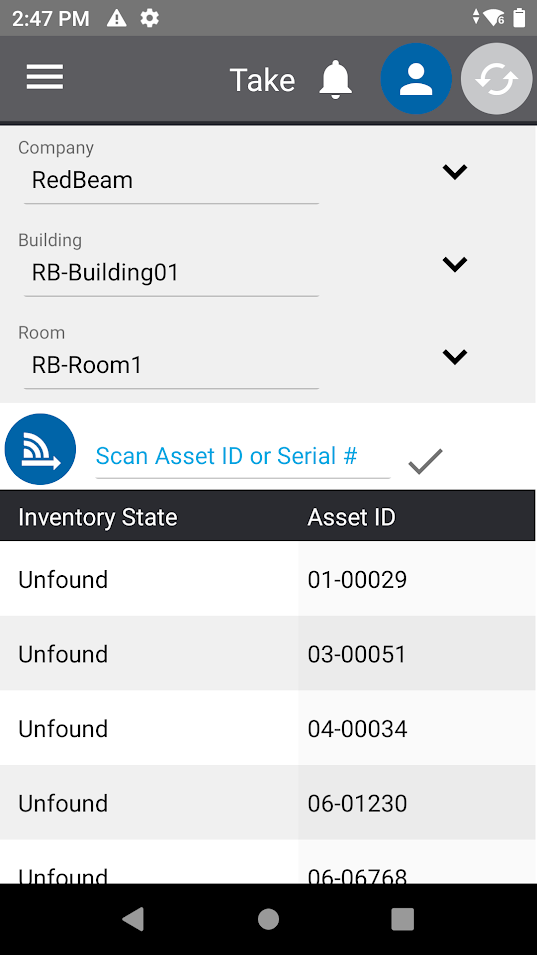 2:47 PM
Take
Company
RedBeam
Building
RB-Building01
Room
RB-Room1
Scan Asset ID or Serial #
Inventory State Asset ID
Unfound 01-00029
Unfound 03-00051
Unfound 04-00034
Unfound 06-01230
Unfound 06-06768